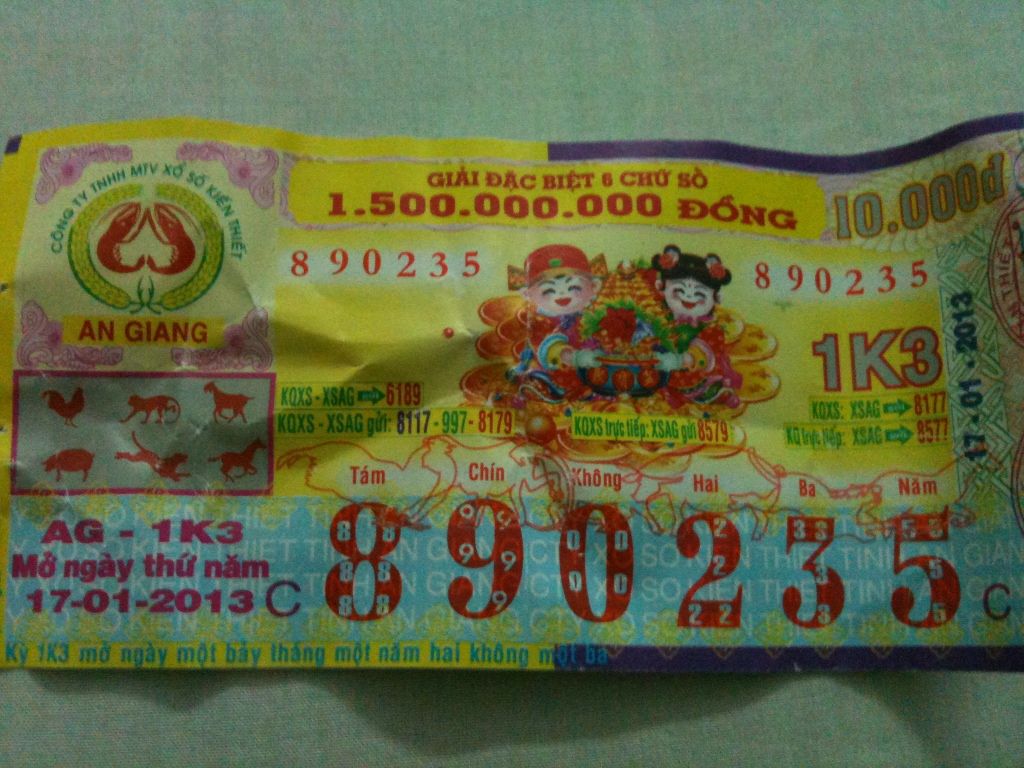 CÔNG TY TNHH MTV XỔ SỐ KIẾN THIẾT
AN GIANG
GIẢI ĐẶC BIỆT 6 CHỮ SỐ
1.500.000.000 ĐỒNG
10.000đ
890235
890235
1K3
KQXS - XSAG 6189
KQXS - XSAG gửi: 8117 - 997 - 8179
KQXS trực tiếp: XSAG gửi 8579
KQXS: XSAG 8177
KQ trực tiếp: XSAG 8577
17-01-2013
Tám Chín Không Hai Ba Năm
AG - 1K3
Mở ngày thứ năm
17-01-2013
C 890235 C
Kỳ 1K3 mở ngày một bảy tháng một năm hai không một ba